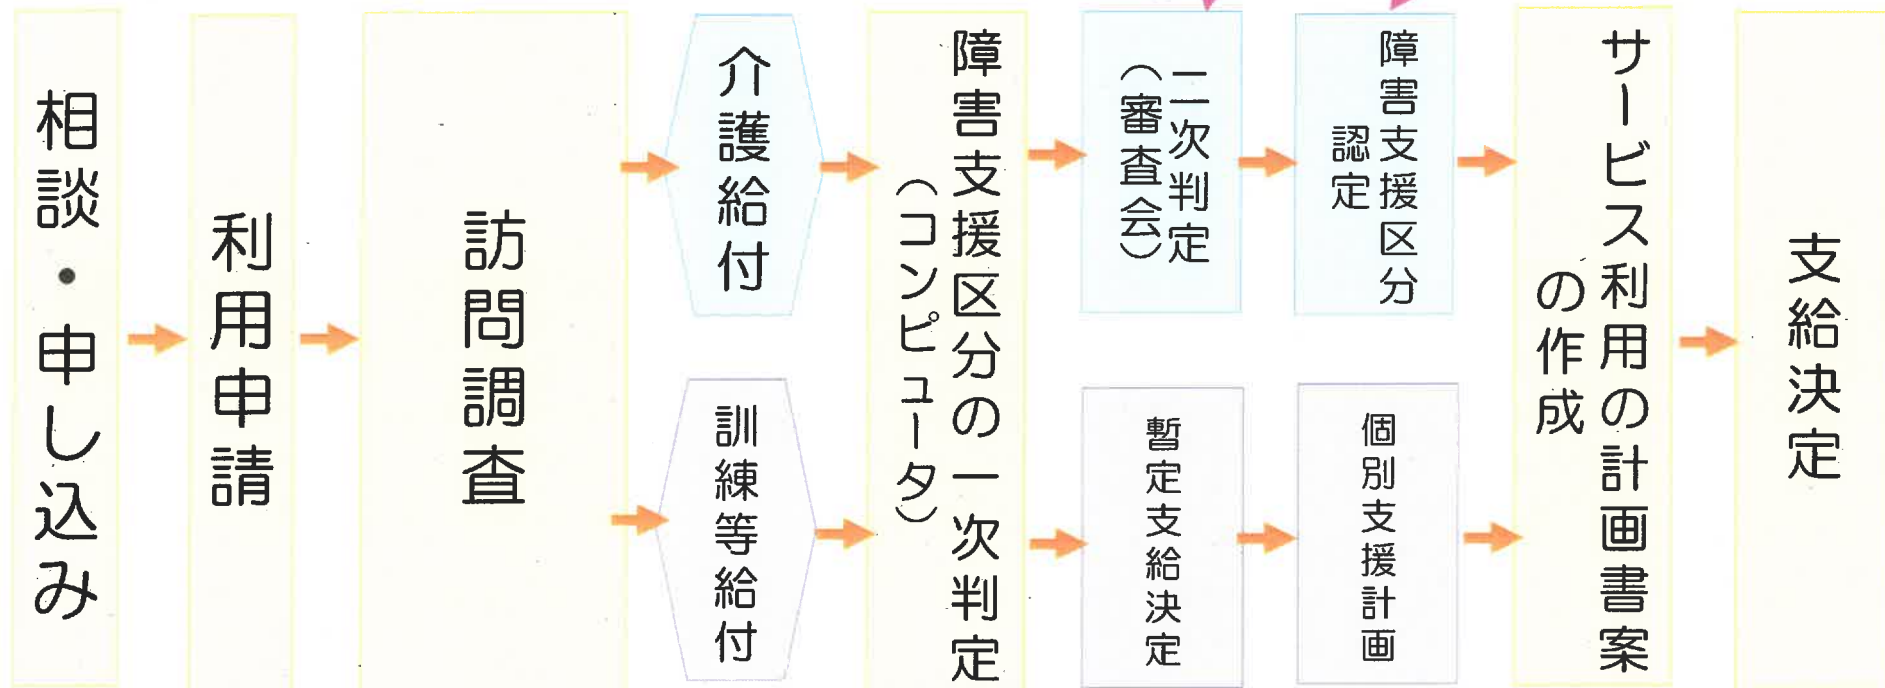 相談・申し込み
利用申請
訪問調査
介護給付
訓練等給付
障害支援区分の一次判定
（コンピュータ）
二次判定
（審査会）
障害支援区分
認定
暫定支給決定
個別支援計画
サービス利用の計画書案
の作成
支給決定